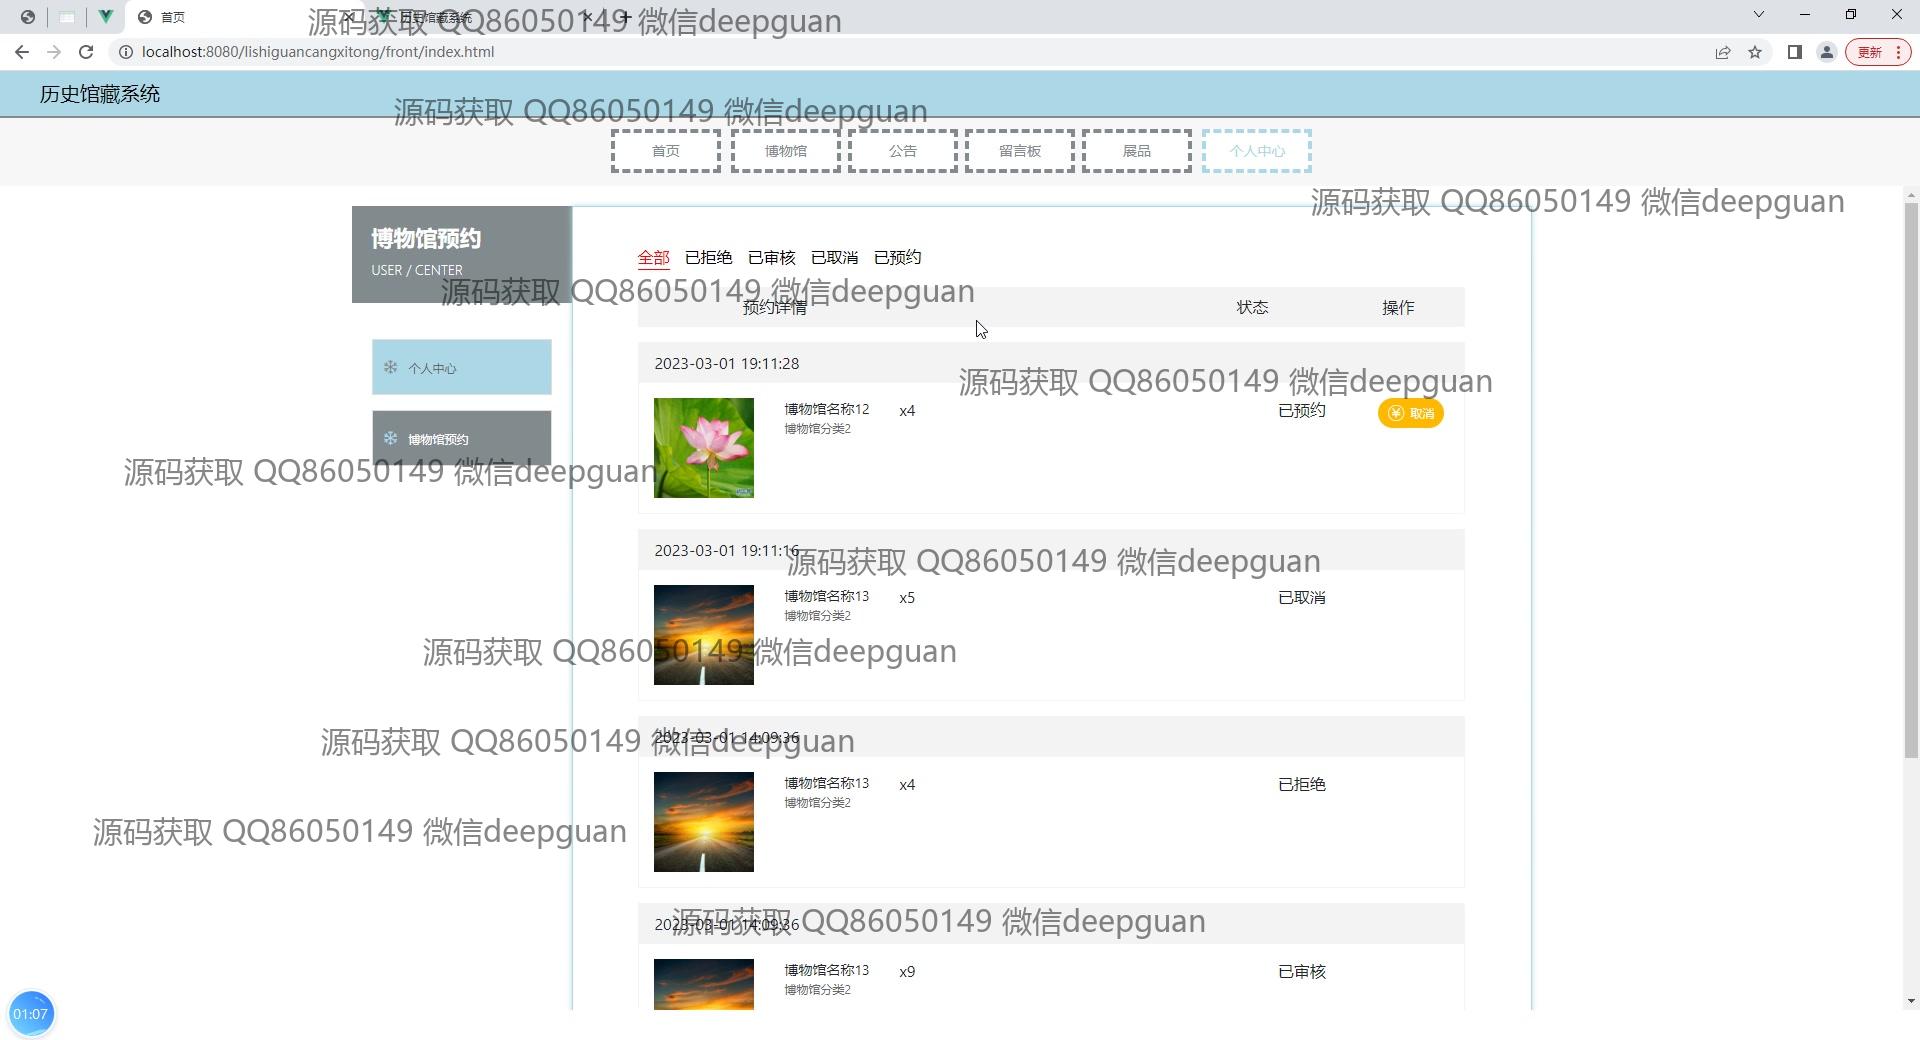 首页
历史馆藏系统
源码获取 QQ86050149 微信deepguan
localhost:8080/lishiguancangxitong/front/index.html
更新
历史馆藏系统
源码获取 QQ86050149 微信deepguan
首页
博物馆
公告
留言板
展品
个人中心
源码获取 QQ86050149 微信deepguan
博物馆预约
USER / CENTER
个人中心
博物馆预约
全部
已拒绝
已审核
已取消
已预约
源码获取 QQ86050149 微信deepguan
预约详情
状态
操作
2023-03-01 19:11:28
源码获取 QQ86050149 微信deepguan
博物馆名称12
x4
已预约
取消
博物馆分类2
源码获取 QQ86050149 微信deepguan
2023-03-01 19:11:16
源码获取 QQ86050149 微信deepguan
博物馆名称13
x5
已取消
博物馆分类2
源码获取 QQ86050149 微信deepguan
2023-03-01 14:09:36
源码获取 QQ86050149 微信deepguan
博物馆名称13
x4
已拒绝
博物馆分类2
源码获取 QQ86050149 微信deepguan
2023-03-01 14:09:36
源码获取 QQ86050149 微信deepguan
博物馆名称13
x9
已审核
博物馆分类2
01:07